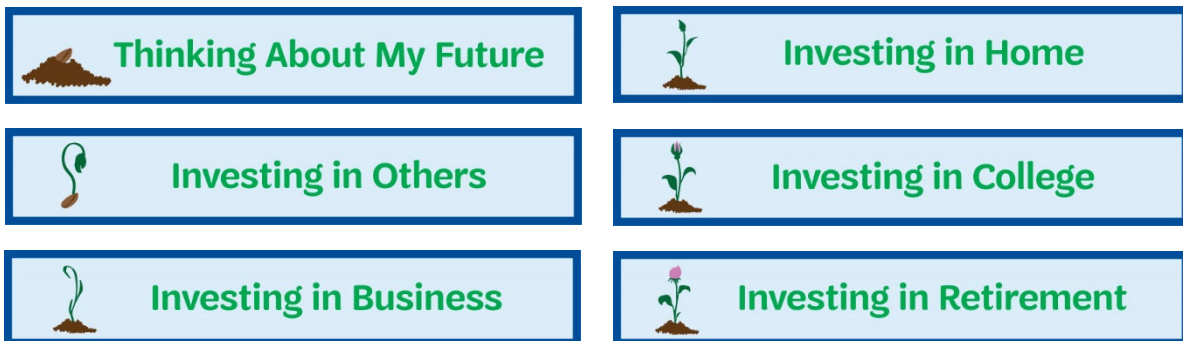 Thinking About My Future
Investing in Others
Investing in Business
Investing in Home
Investing in College
Investing in Retirement